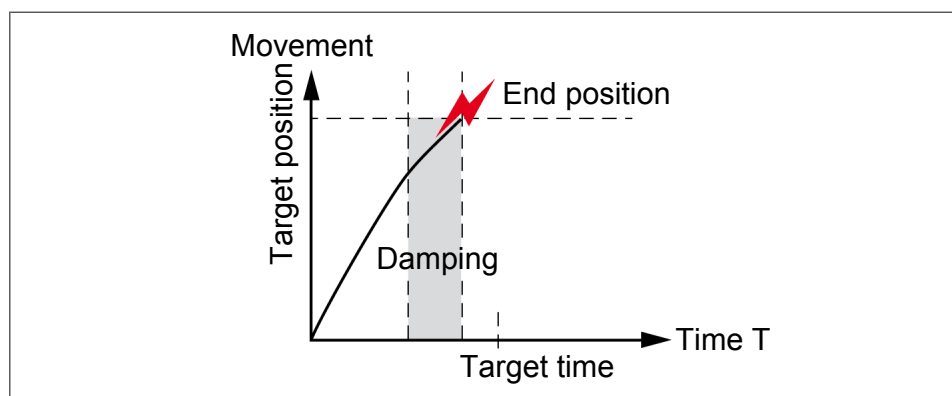 Movement
Target position
End position
Damping
Time T
Target time